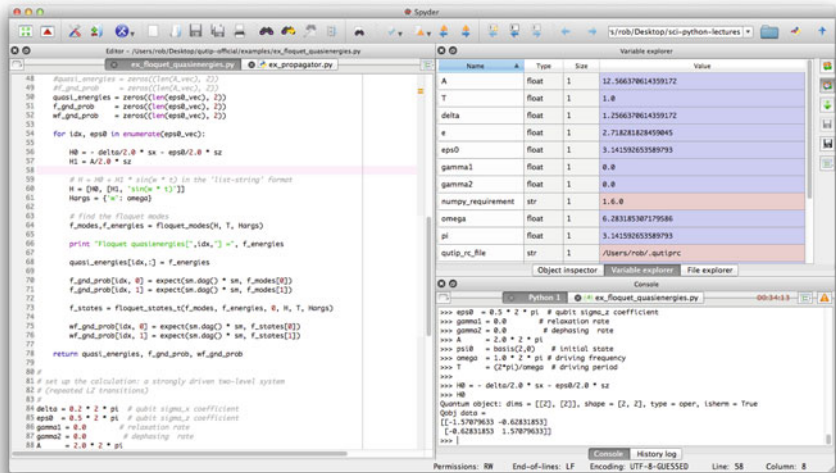 Spyder
s/rob/Desktop/sci-python-lectures
Editor - /Users/rob/Desktop/qutip-official/examples/ex_floquet_quasienergies.py
ex_floquet_quasienergies.py
ex_propagator.py
48 #quasi_energies = zeros((len(A_vec), 2))
49 #f_gnd_prob = zeros((len(A_vec), 2))
50 quasi_energies = zeros((len(eps0_vec), 2))
51 f_gnd_prob = zeros((len(eps0_vec), 2))
52 wf_gnd_prob = zeros((len(eps0_vec), 2))
53
54 for idx, eps0 in enumerate(eps0_vec):
55
56 H0 = - delta/2.0 * sx - eps0/2.0 * sz
57 H1 = A/2.0 * sz
58
59 # H = H0 + H1 * sin(w * t) in the 'list-string' format
60 H = [H0, [H1, 'sin(w * t)']]
61 Hargs = {'w': omega}
62
63 # find the floquet modes
64 f_modes,f_energies = floquet_modes(H, T, Hargs)
65
66 print "Floquet quasienergies[",idx,"] =", f_energies
67
68 quasi_energies[idx,:] = f_energies
69
70 f_gnd_prob[idx, 0] = expect(sm.dag() * sm, f_modes[0])
71 f_gnd_prob[idx, 1] = expect(sm.dag() * sm, f_modes[1])
72
73 f_states = floquet_states_t(f_modes, f_energies, 0, H, T, Hargs)
74
75 wf_gnd_prob[idx, 0] = expect(sm.dag() * sm, f_states[0])
76 wf_gnd_prob[idx, 1] = expect(sm.dag() * sm, f_states[1])
77
78 return quasi_energies, f_gnd_prob, wf_gnd_prob
79
80 #
81 # set up the calculation: a strongly driven two-level system
82 # (repeated LZ transitions)
83 #
84 delta = 0.2 * 2 * pi # qubit sigma_x coefficient
85 eps0 = 0.5 * 2 * pi # qubit sigma_z coefficient
86 gamma1 = 0.0 # relaxation rate
87 gamma2 = 0.0 # dephasing rate
88 A = 2.0 * 2 * pi
Variable explorer
Name Type Size Value
A float 1 12.566370614359172
T float 1 1.0
delta float 1 1.2566370614359172
e float 1 2.718281828459045
eps0 float 1 3.141592653589793
gamma1 float 1 0.0
gamma2 float 1 0.0
numpy_requirement str 1 1.6.0
omega float 1 6.283185307179586
pi float 1 3.141592653589793
qutip_rc_file str 1 /Users/rob/.qutiprc
Object inspector Variable explorer File explorer
Console
Python 1 ex_floquet_quasienergies.py 00:34:13
>>> eps0 = 0.5 * 2 * pi # qubit sigma_z coefficient
>>> gamma1 = 0.0 # relaxation rate
>>> gamma2 = 0.0 # dephasing rate
>>> A = 2.0 * 2 * pi
>>> psi0 = basis(2,0) # initial state
>>> omega = 1.0 * 2 * pi # driving frequency
>>> T = (2*pi)/omega # driving period
>>>
>>> H0 = - delta/2.0 * sx - eps0/2.0 * sz
>>> H0
Quantum object: dims = [[2], [2]], shape = [2, 2], type = oper, isherm = True
Qobj data =
[[-1.57079633 -0.62831853]
[-0.62831853 1.57079633]]
>>>
Console History log
Permissions: RW End-of-lines: LF Encoding: UTF-8-GUESSED Line: 58 Column: 8